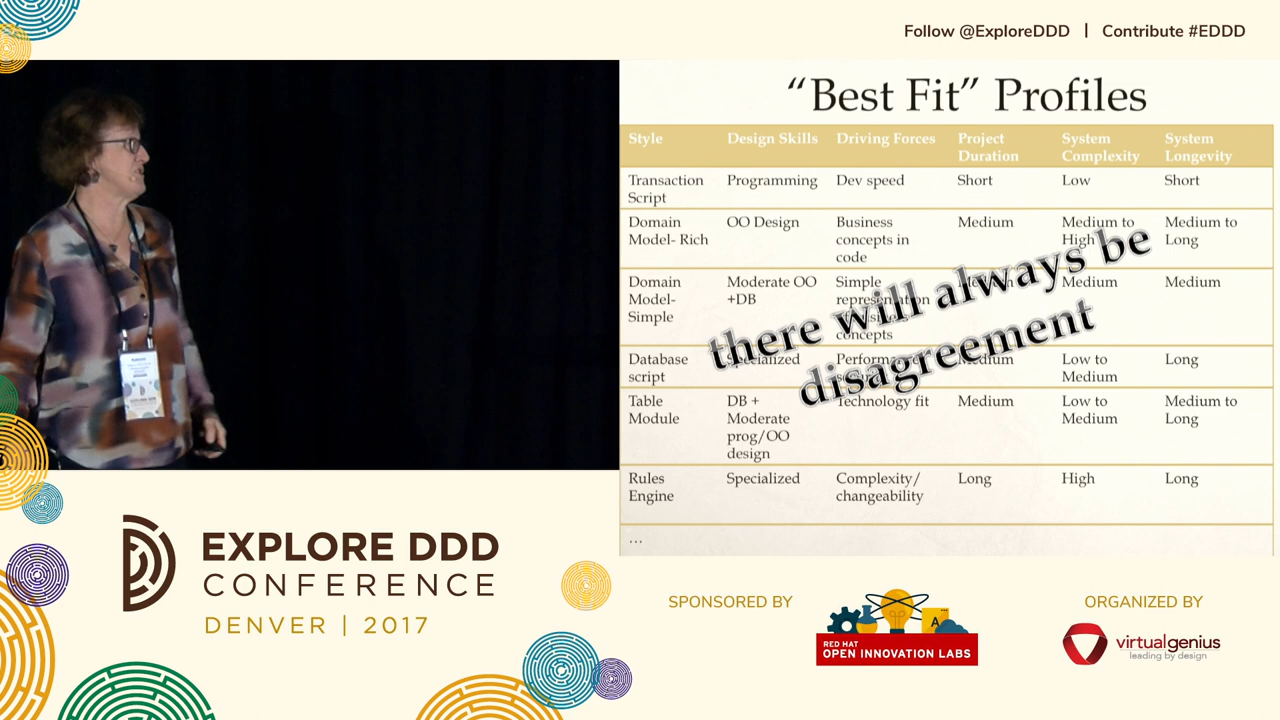 Follow @ExploreDDD | Contribute #EDDD
“Best Fit” Profiles
Style Design Skills Driving Forces Project Duration System Complexity System Longevity
Transaction Script Programming Dev speed Short Low Short
Domain Model- Rich OO Design Business concepts in code Medium Medium to High Medium to Long
Domain Model- Simple Moderate OO +DB Simple representation concepts Medium Medium
there will always be
disagreement
Database script Specialized Medium Low to Medium Long
Table Module DB + Moderate prog/OO design Technology fit Medium Low to Medium Medium to Long
Rules Engine Specialized Complexity/ changeability Long High Long
...
EXPLORE DDD
CONFERENCE
DENVER | 2017
SPONSORED BY
RED HAT
OPEN INNOVATION LABS
A
ORGANIZED BY
virtualgenius
leading by design